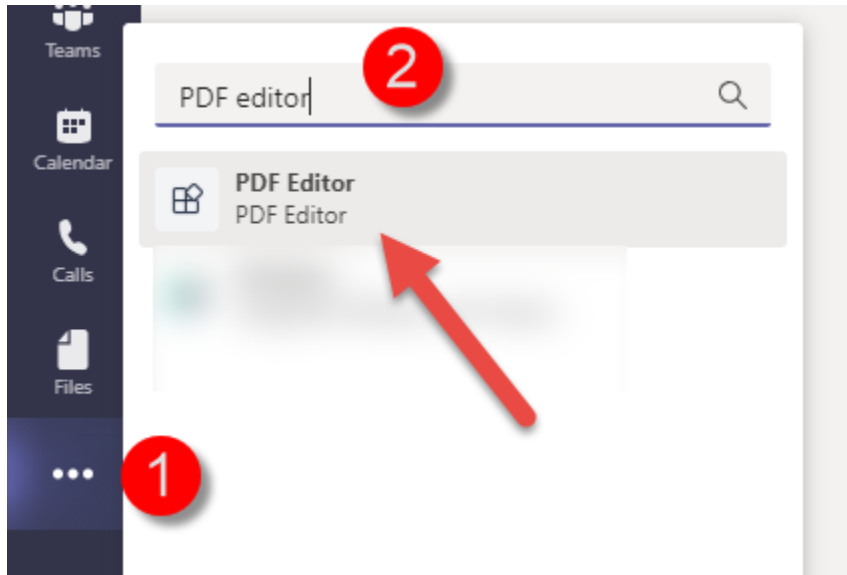 Teams
Calendar
Calls
Files
1
2
PDF editor
PDF Editor
PDF Editor